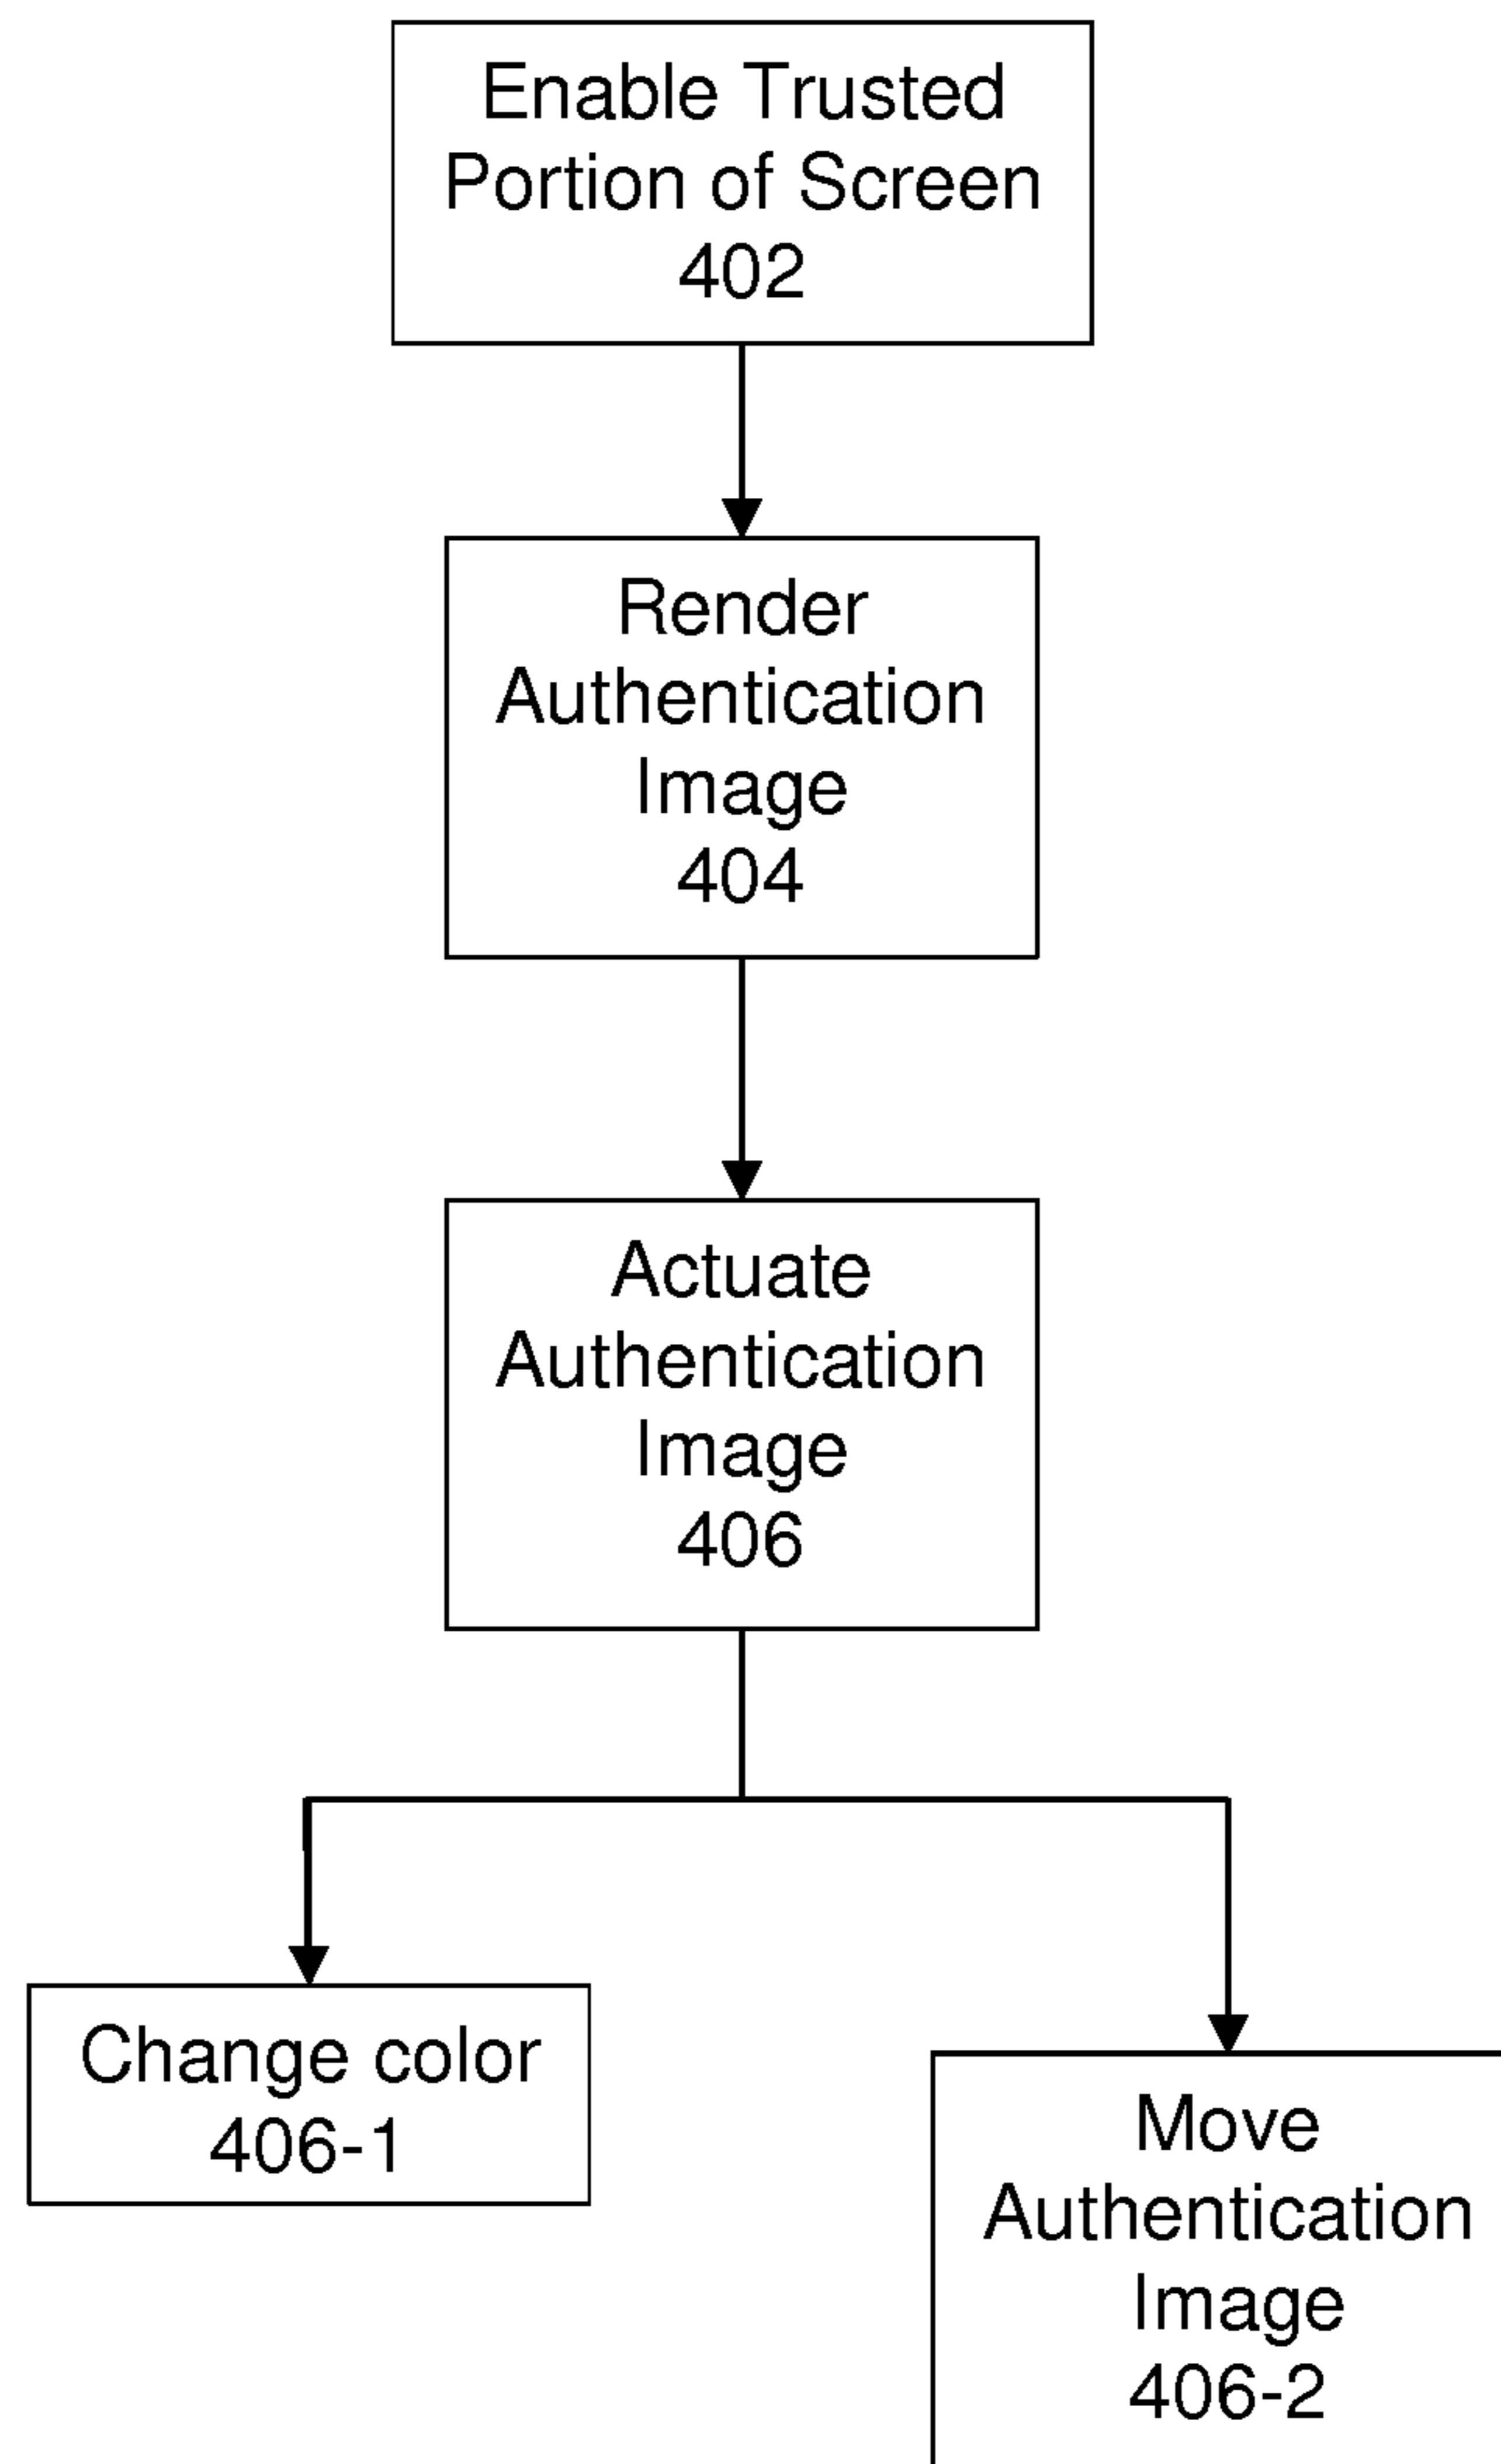 Enable Trusted
Portion of Screen
402
Render
Authentication
Image
404
Actuate
Authentication
Image
406
Change color
406-1
Move
Authentication
Image
406-2